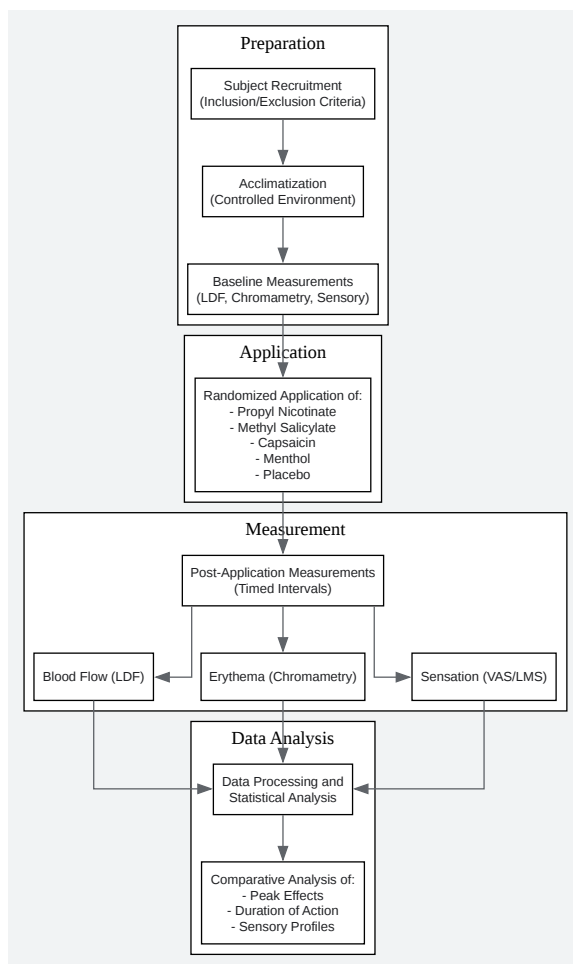 Preparation
Subject Recruitment
(Inclusion/Exclusion Criteria)
Acclimatization
(Controlled Environment)
Baseline Measurements
(LDF, Chromametry, Sensory)
Application
Randomized Application of:
- Propyl Nicotinate
- Methyl Salicylate
- Capsaicin
- Menthol
- Placebo
Measurement
Post-Application Measurements
(Timed Intervals)
Blood Flow (LDF)
Erythema (Chromametry)
Sensation (VAS/LMS)
Data Analysis
Data Processing and
Statistical Analysis
Comparative Analysis of:
- Peak Effects
- Duration of Action
- Sensory Profiles